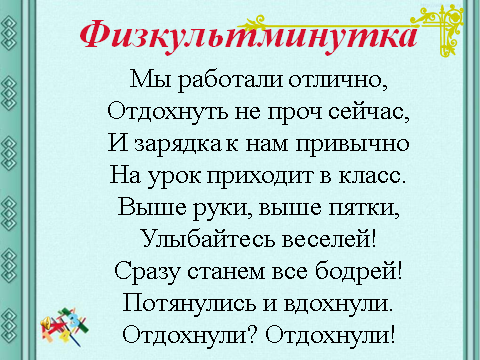 Физкультминутка
Мы работали отлично,
Отдохнуть не проч сейчас,
И зарядка к нам привычно
На урок приходит в класс.
Выше руки, выше пятки,
Улыбайтесь веселей!
Сразу станем все бодрей!
Потянулись и вдохнули.
Отдохнули? Отдохнули!